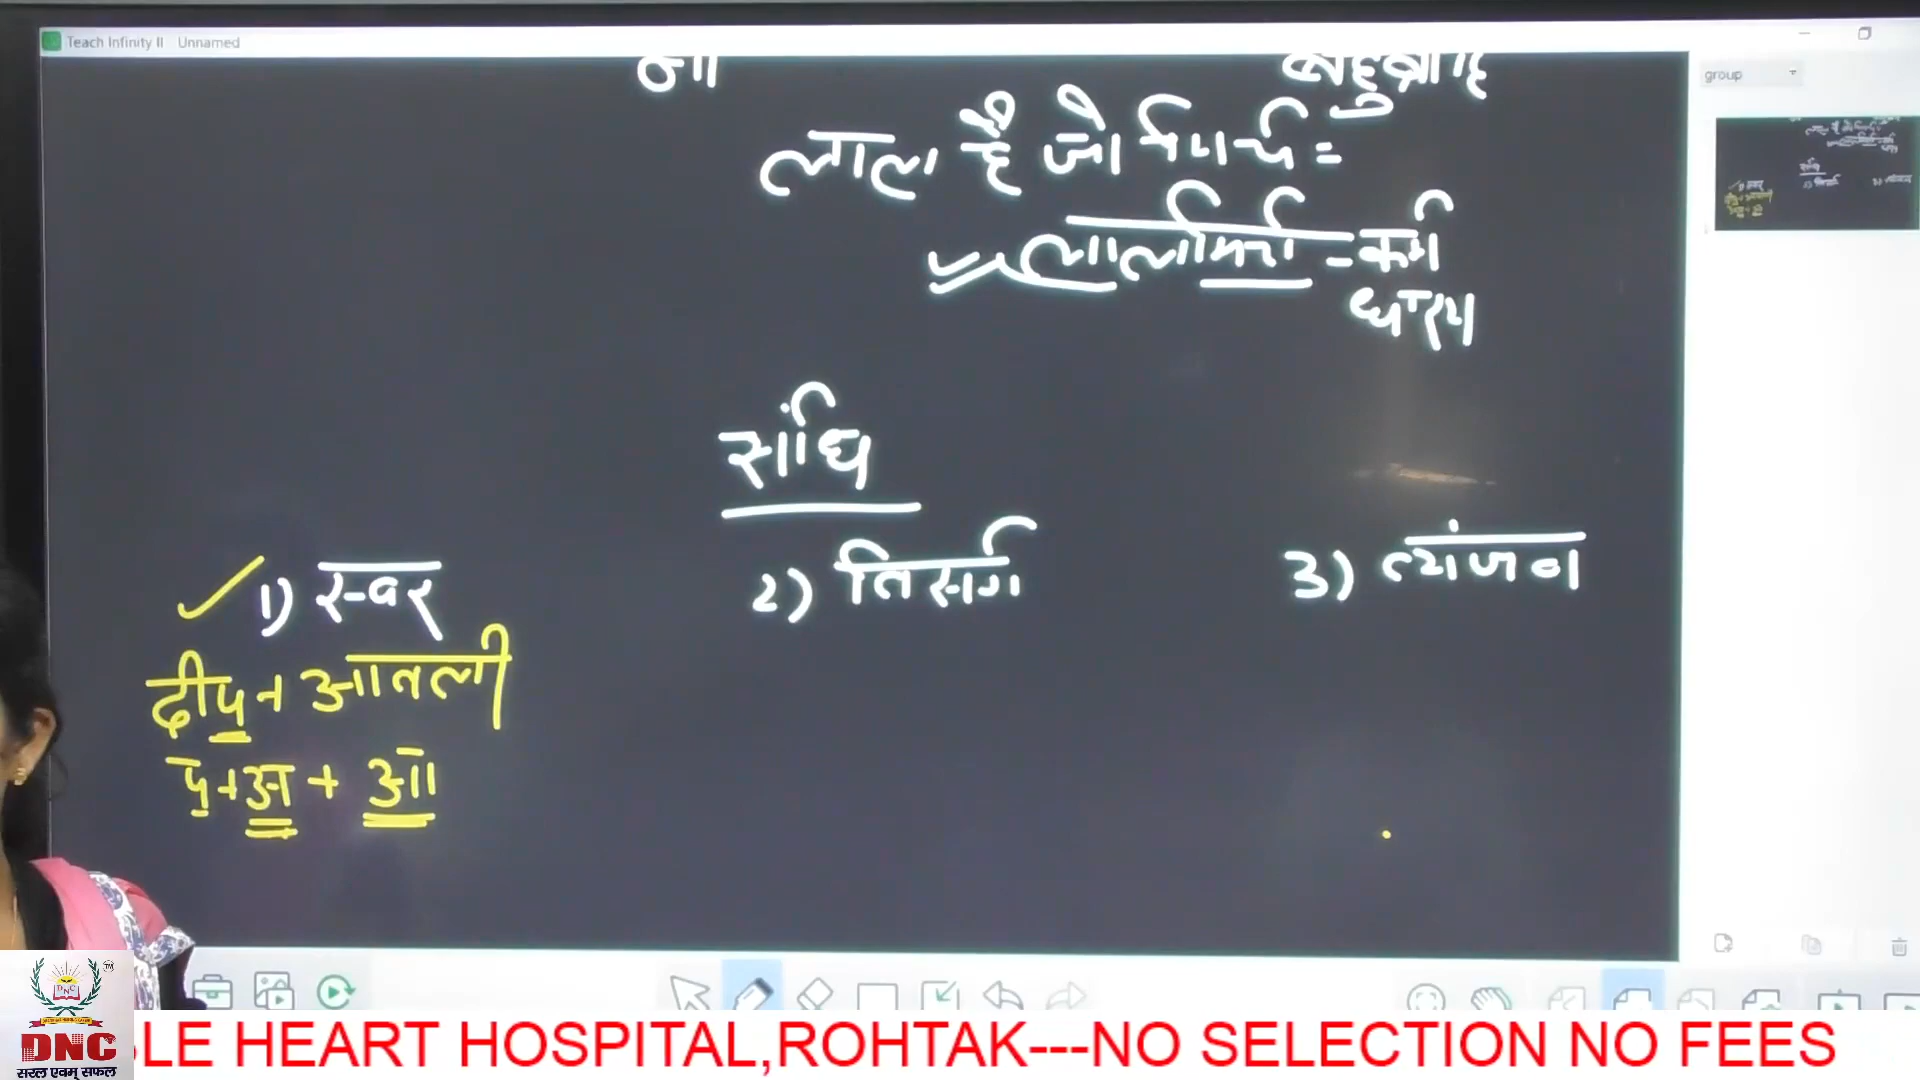 Teach Infinity II Unnamed
group
लाल है जो मिर्च =
लालमिर्च = कर्म
धारय
संधि
1) स्वर
2) विसर्ग
3) व्यंजन
दीप + आवली
प + अ + आ
DNC
सरल एवम् सफल
BLE HEART HOSPITAL,ROHTAK---NO SELECTION NO FEES